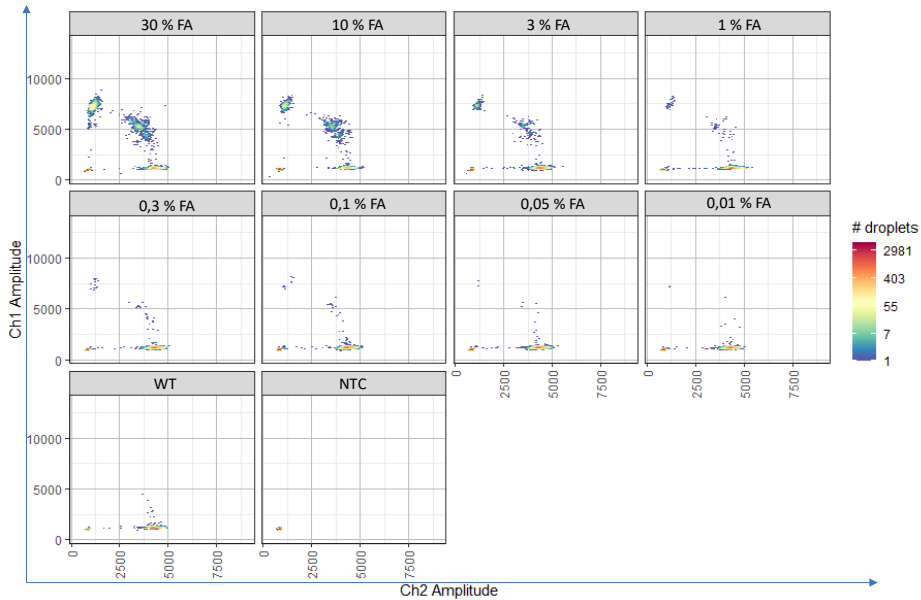 30 % FA
10 % FA
3 % FA
1 % FA
10000
5000
0
0,3 % FA
0,1 % FA
0,05 % FA
0,01 % FA
# droplets
2981
403
55
7
1
10000
5000
0
Ch1 Amplitude
0
2500
5000
7500
0
2500
5000
7500
WT
NTC
10000
5000
0
0
2500
5000
7500
0
2500
5000
7500
Ch2 Amplitude